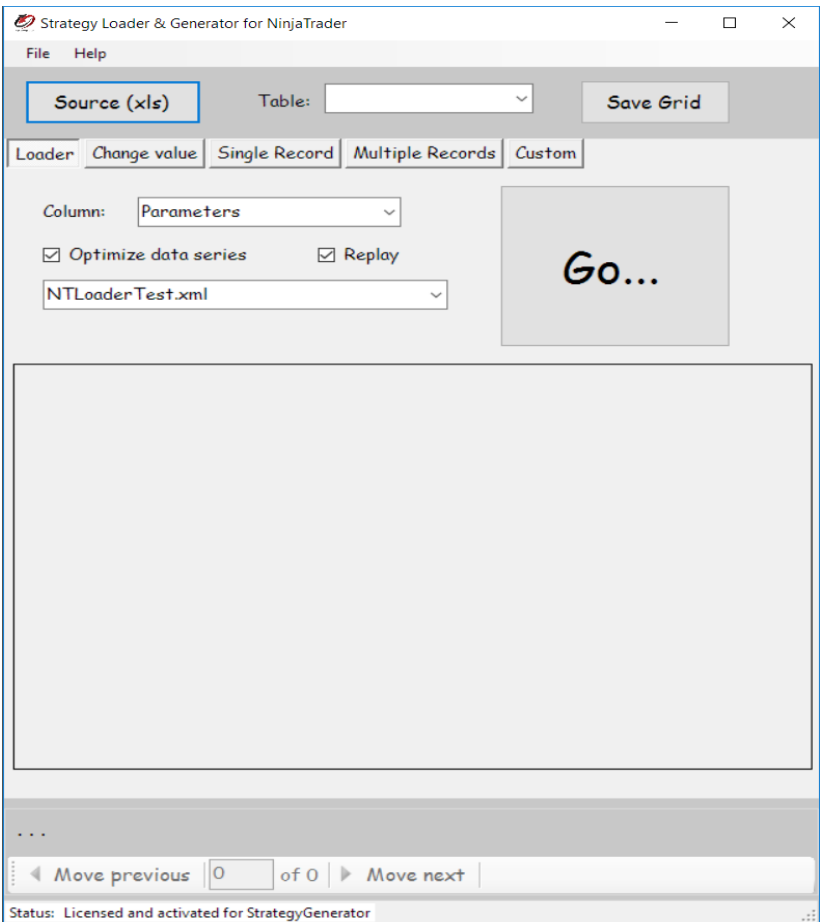 Strategy Loader & Generator for NinjaTrader
File Help
Source (xls) Table: Save Grid
Loader Change value Single Record Multiple Records Custom
Column: Parameters
Optimize data series Replay
Go...
NTLoaderTest.xml
...
Move previous 0 of 0 Move next
Status: Licensed and activated for StrategyGenerator